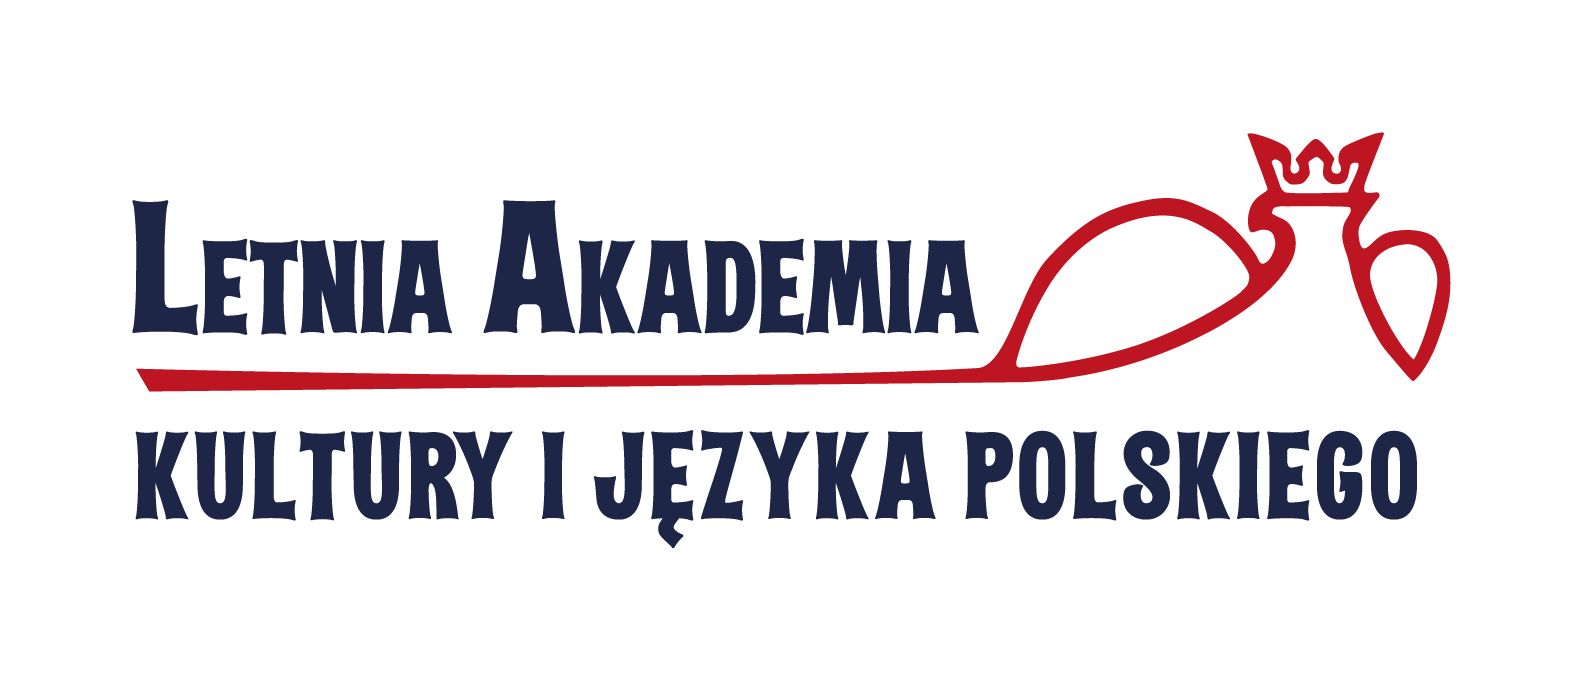 LETNIA AKADEMIA
KULTURY I JĘZYKA POLSKIEGO